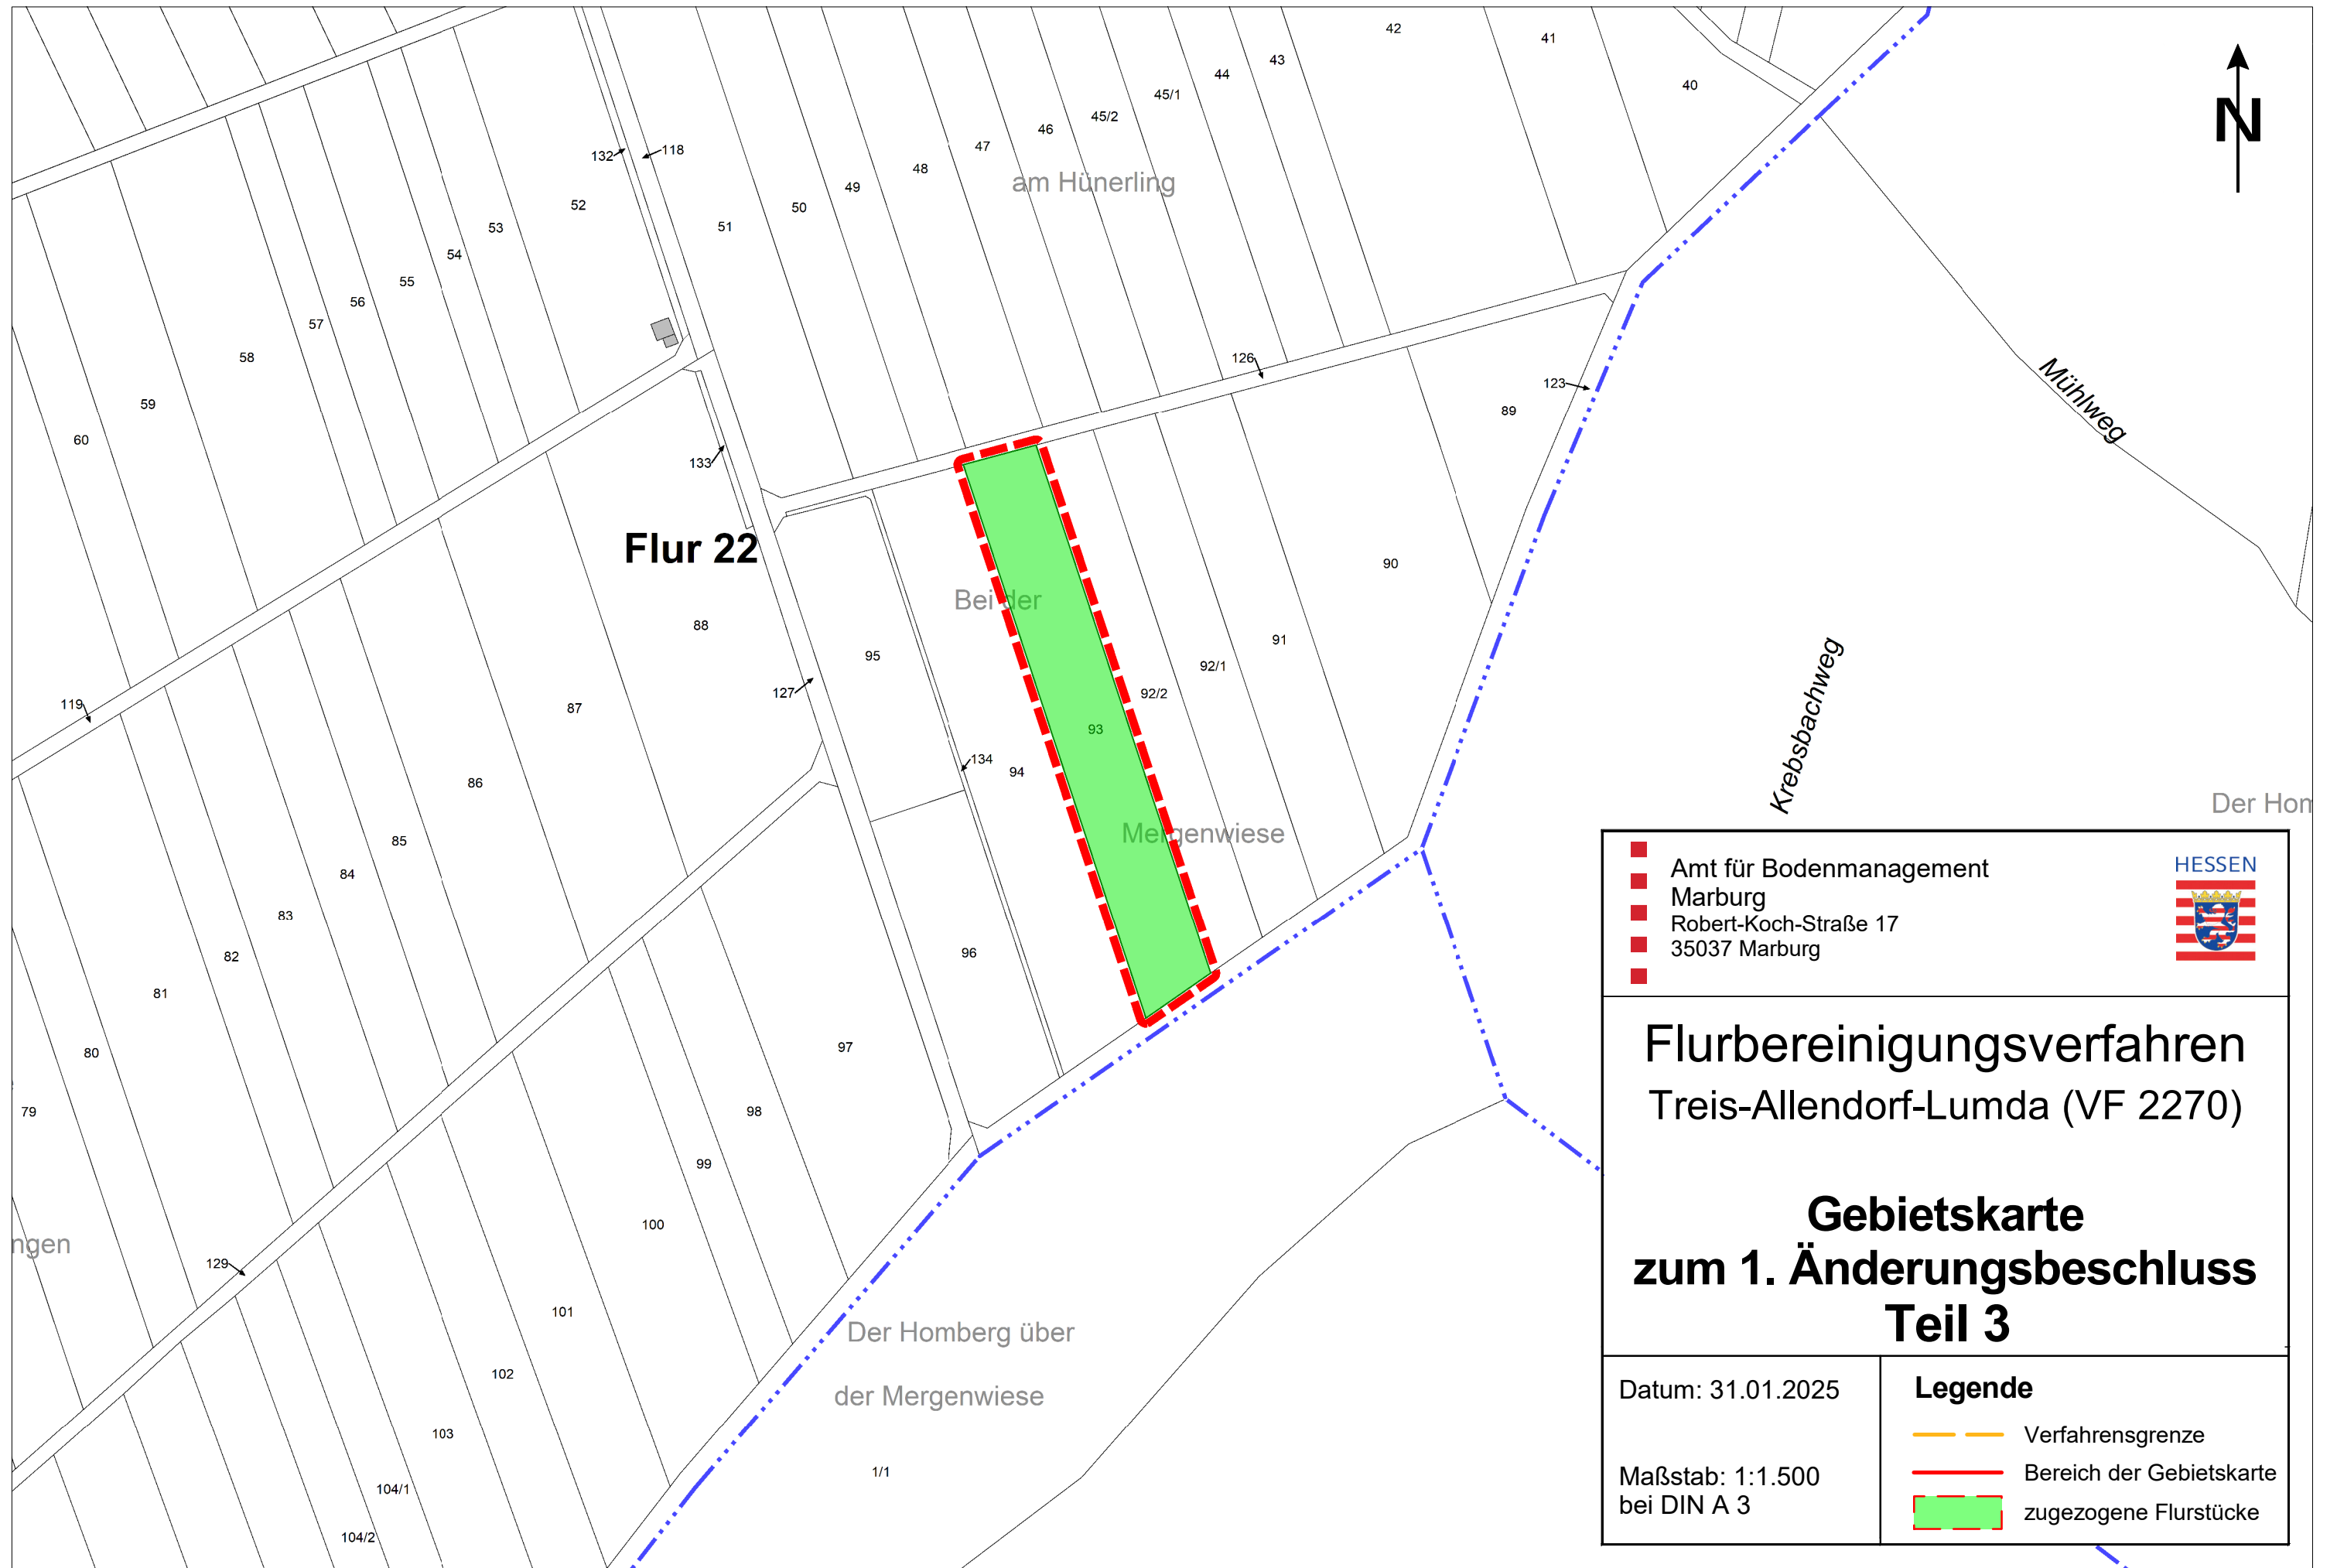 42
41
43
44
40
45/1
45/2
46
47
132
118
48
am Hünerling
49
52
50
53
51
54
55
56
57
58
126
123
59
89
60
133
Flur 22
90
Bei der
88
91
95
92/1
127
92/2
119
87
93
134
94
86
Mergenwiese
85
84
83
96
82
81
97
80
98
79
99
100
ngen
129
101
Der Homberg über
102
der Mergenwiese
103
1/1
104/1
104/2
N
Mühlweg
Krebsbachweg
Der Hom
Amt für Bodenmanagement
Marburg
Robert-Koch-Straße 17
35037 Marburg
HESSEN
Flurbereinigungsverfahren
Treis-Allendorf-Lumda (VF 2270)
Gebietskarte
zum 1. Änderungsbeschluss
Teil 3
Datum: 31.01.2025
Maßstab: 1:1.500
bei DIN A 3
Legende
Verfahrensgrenze
Bereich der Gebietskarte
zugezogene Flurstücke